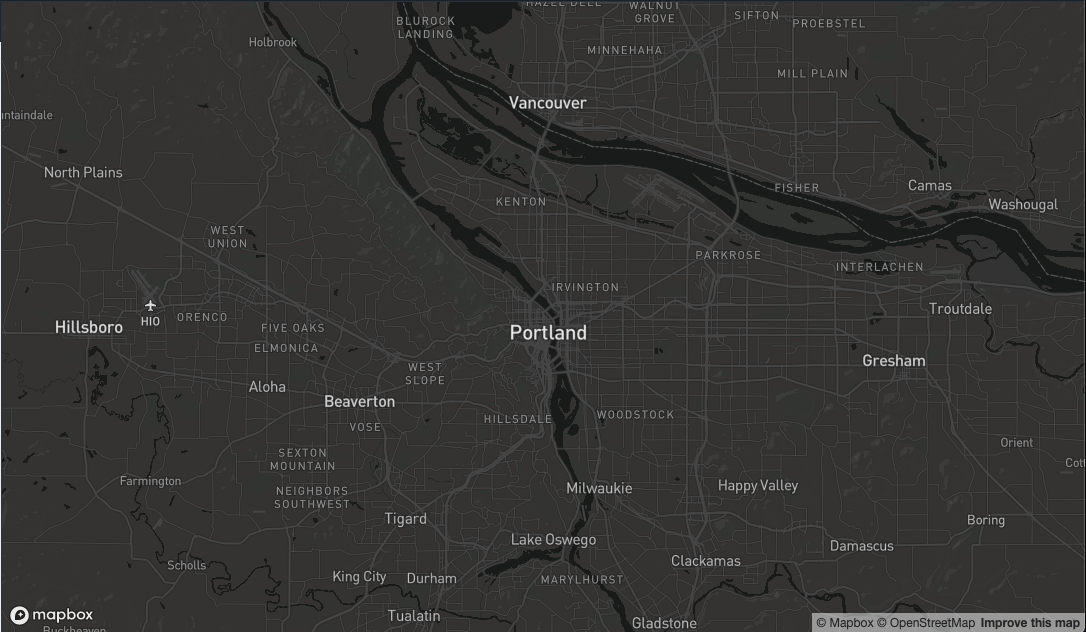 HAZEL DELL
WALNUT
GROVE
SIFTON
PROEBSTEL
BLUROCK
LANDING
Holbrook
MINNEHAHA
MILL PLAIN
Vancouver
untaindale
North Plains
FISHER
Camas
Washougal
KENTON
WEST
UNION
PARKROSE
INTERLACHEN
IRVINGTON
HIO
ORENCO
Troutdale
Hillsboro
FIVE OAKS
Portland
ELMONICA
Gresham
WEST
SLOPE
Aloha
Beaverton
HILLSDALE
WOODSTOCK
VOSE
Orient
SEXTON
MOUNTAIN
Cott
Farmington
NEIGHBORS
SOUTHWEST
Milwaukie
Happy Valley
Tigard
Boring
Lake Oswego
Damascus
Scholls
Clackamas
King City
Durham
MARYLHURST
Tualatin
Gladstone
mapbox
Buckheaven
© Mapbox © OpenStreetMap Improve this map